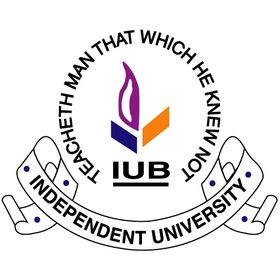 TEACHETH MAN THAT WHICH HE KNEW NOT
IUB
INDEPENDENT UNIVERSITY